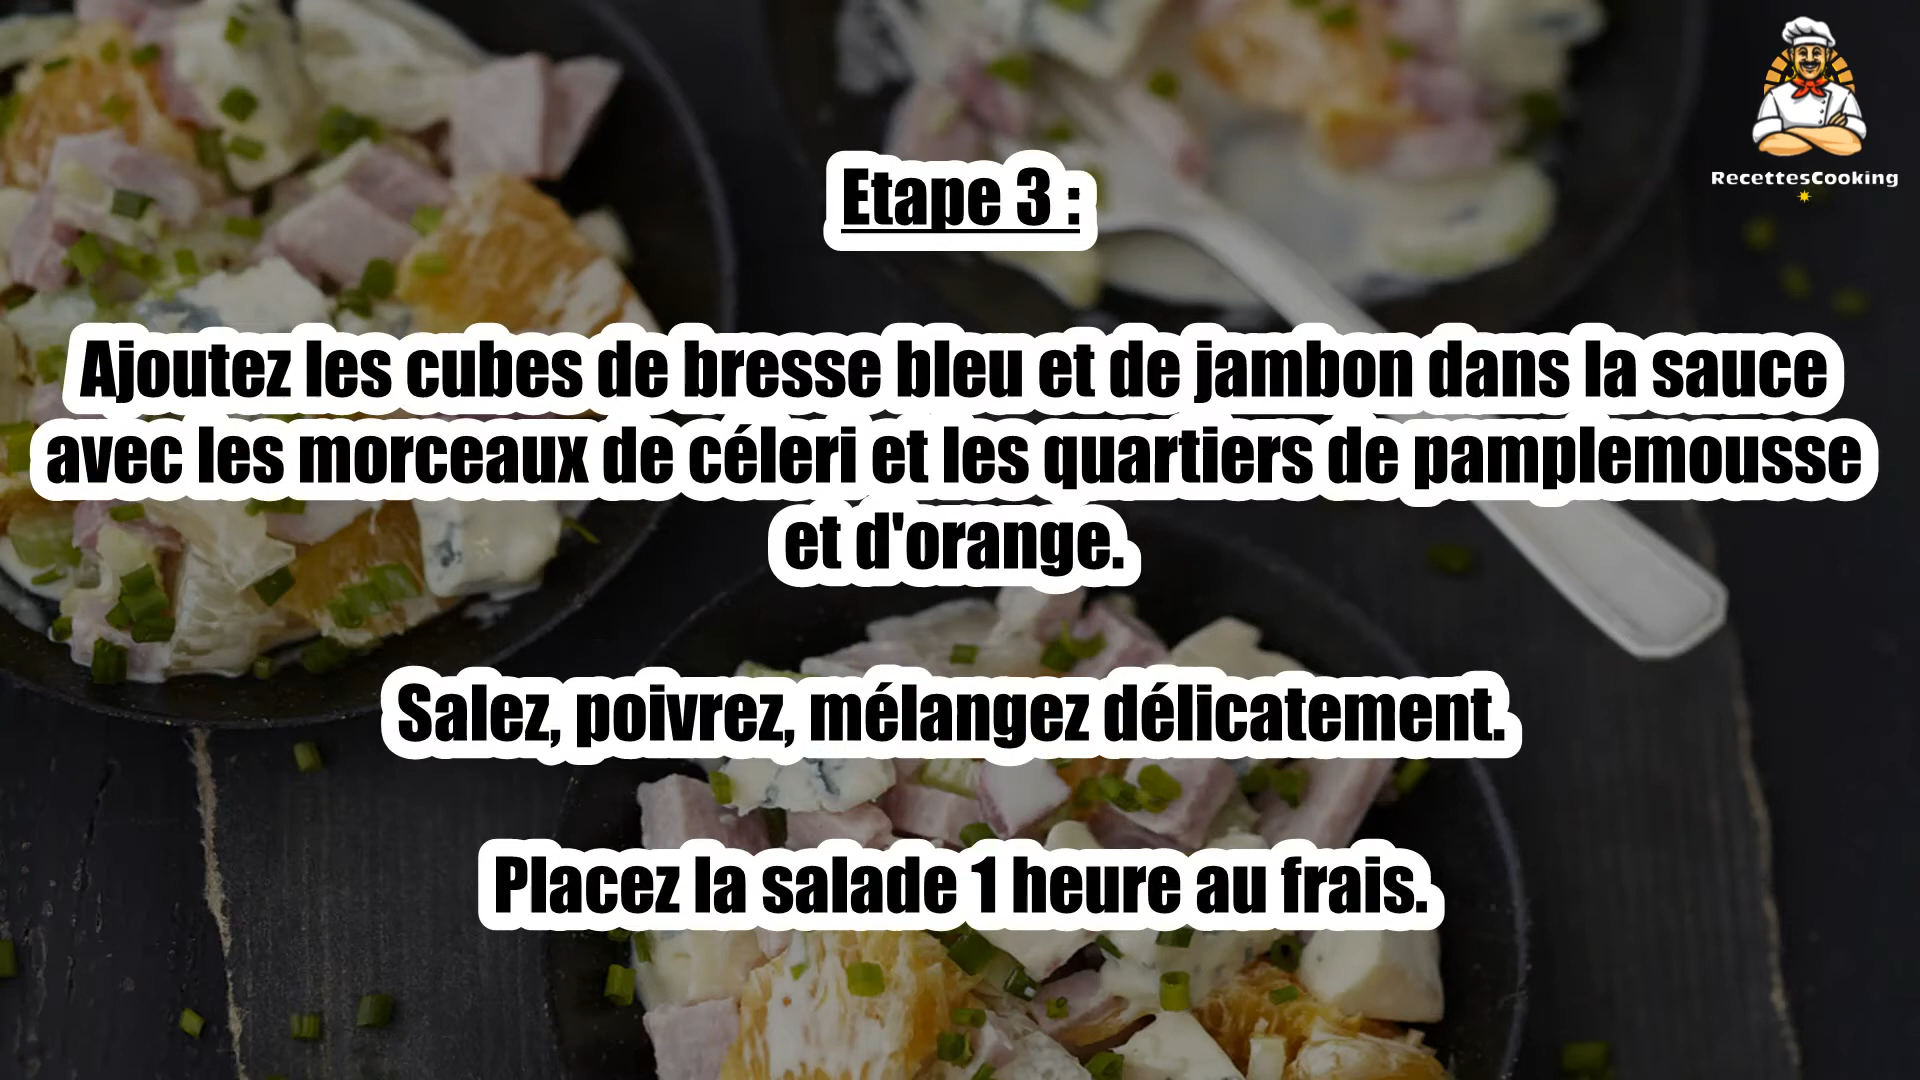 RecettesCooking
Etape 3 :
Ajoutez les cubes de bresse bleu et de jambon dans la sauce
avec les morceaux de céleri et les quartiers de pamplemousse
et d'orange.
Salez, poivrez, mélangez délicatement.
Placez la salade 1 heure au frais.